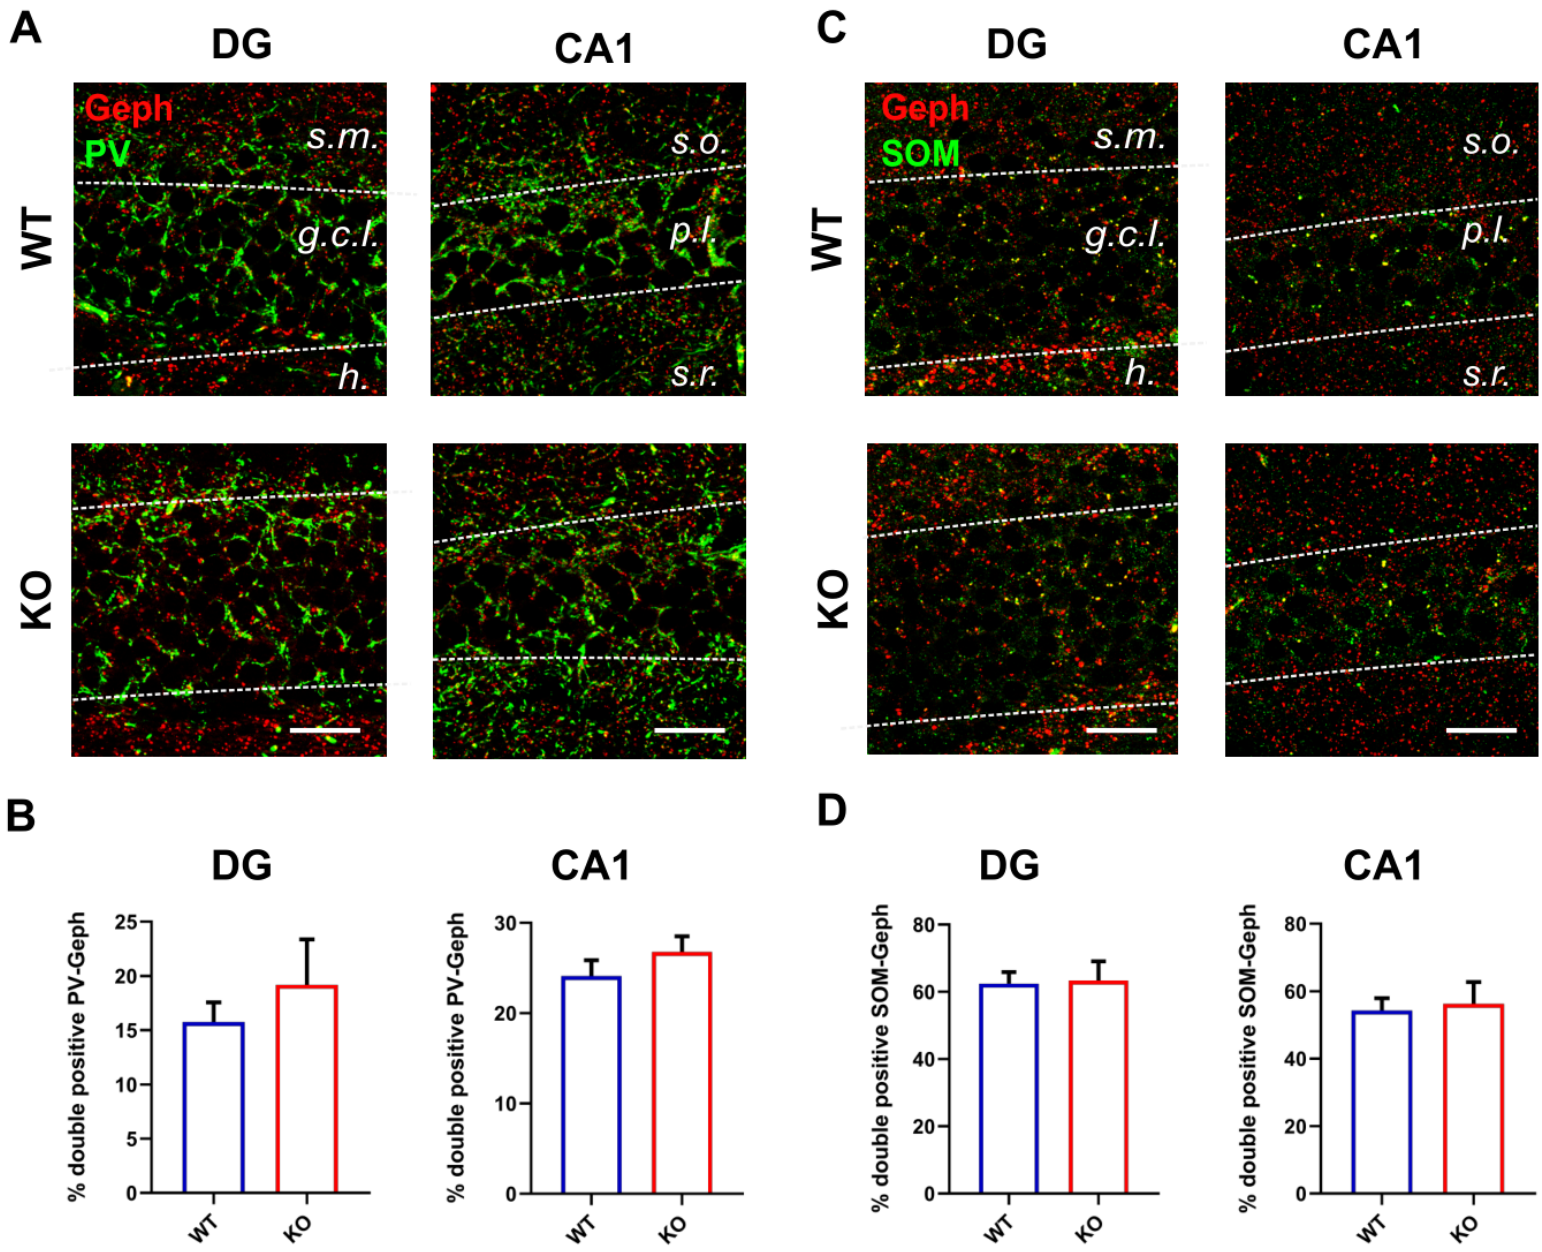 A
DG
CA1
C
DG
CA1
WT
Geph
PV
s.m.
g.c.l.
h.
s.o.
p.l.
s.r.
WT
Geph
SOM
s.m.
g.c.l.
h.
s.o.
p.l.
s.r.
KO
KO
B
DG
CA1
D
DG
CA1
% double positive PV-Geph
25
20
15
10
5
0
WT
KO
% double positive PV-Geph
30
20
10
0
WT
KO
% double positive SOM-Geph
80
60
40
20
0
WT
KO
% double positive SOM-Geph
80
60
40
20
0
WT
KO